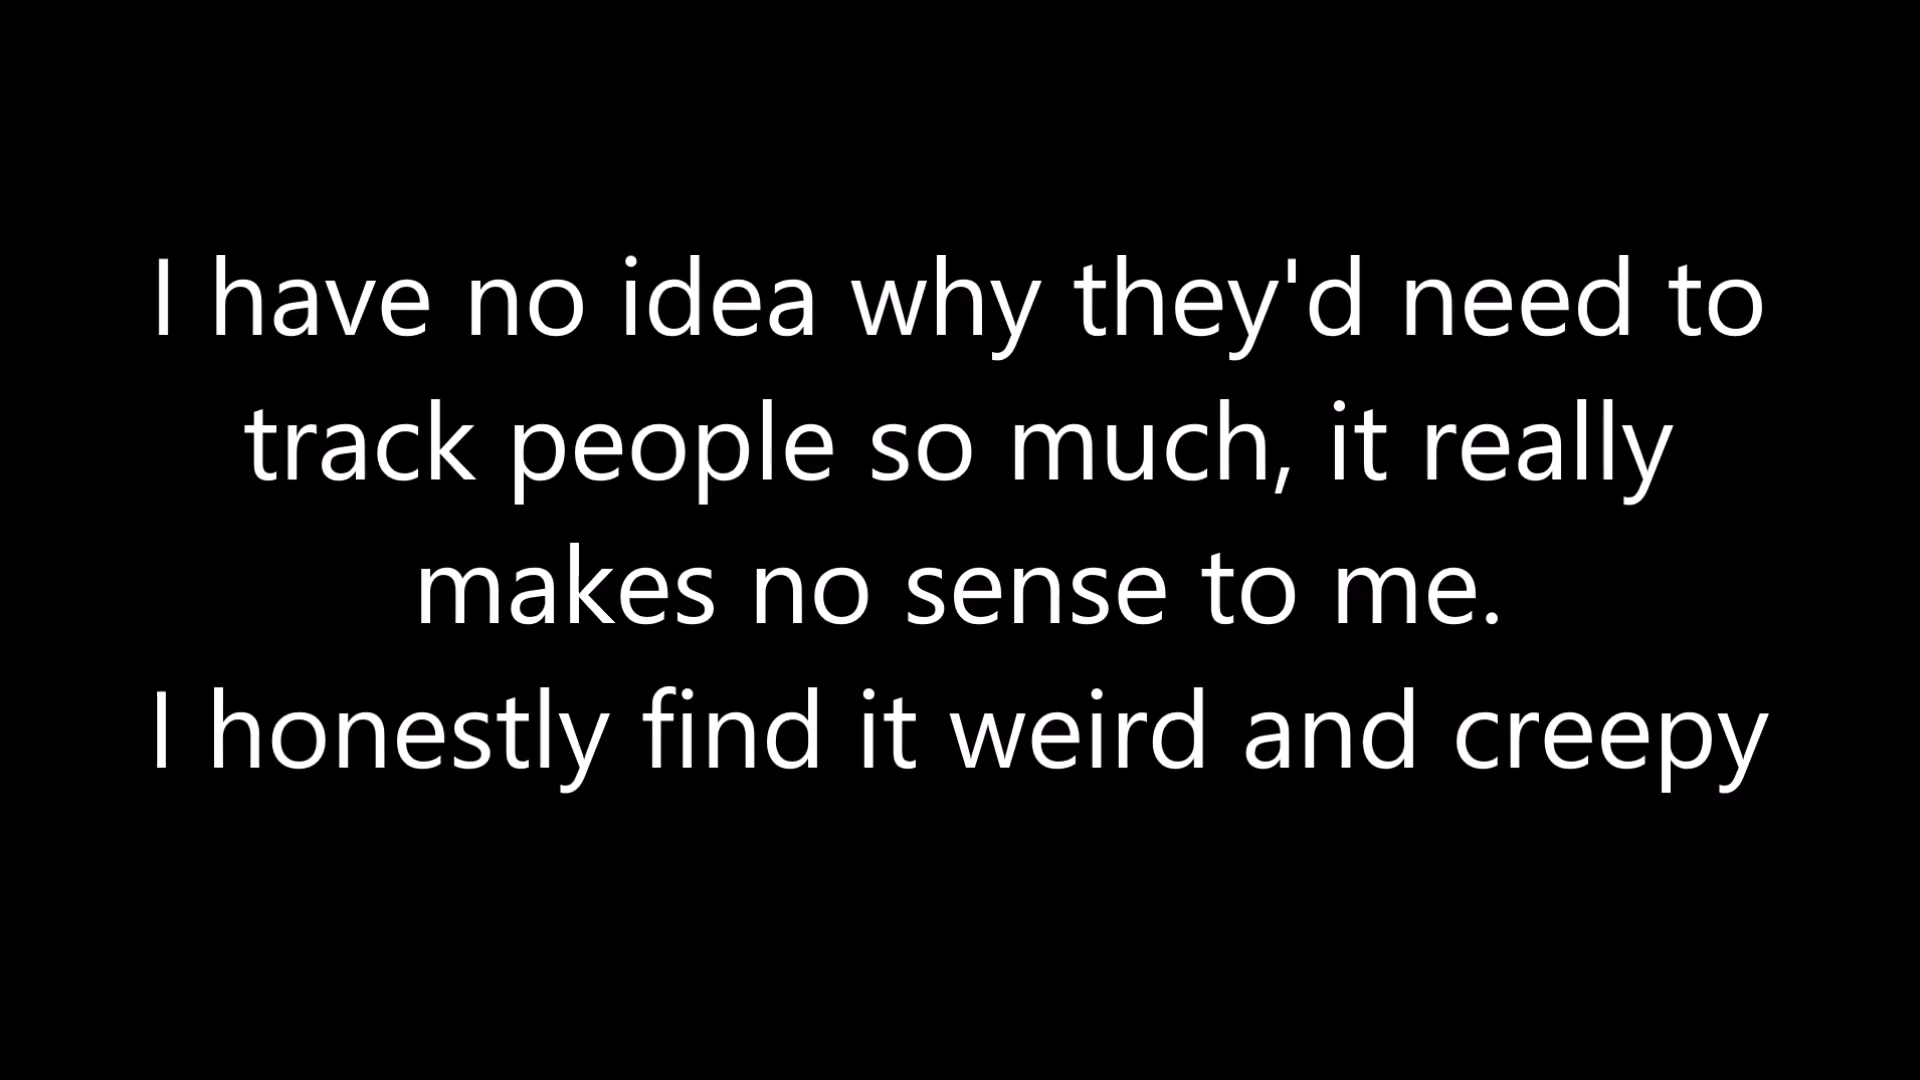 I have no idea why they'd need to
track people so much, it really
makes no sense to me.
I honestly find it weird and creepy